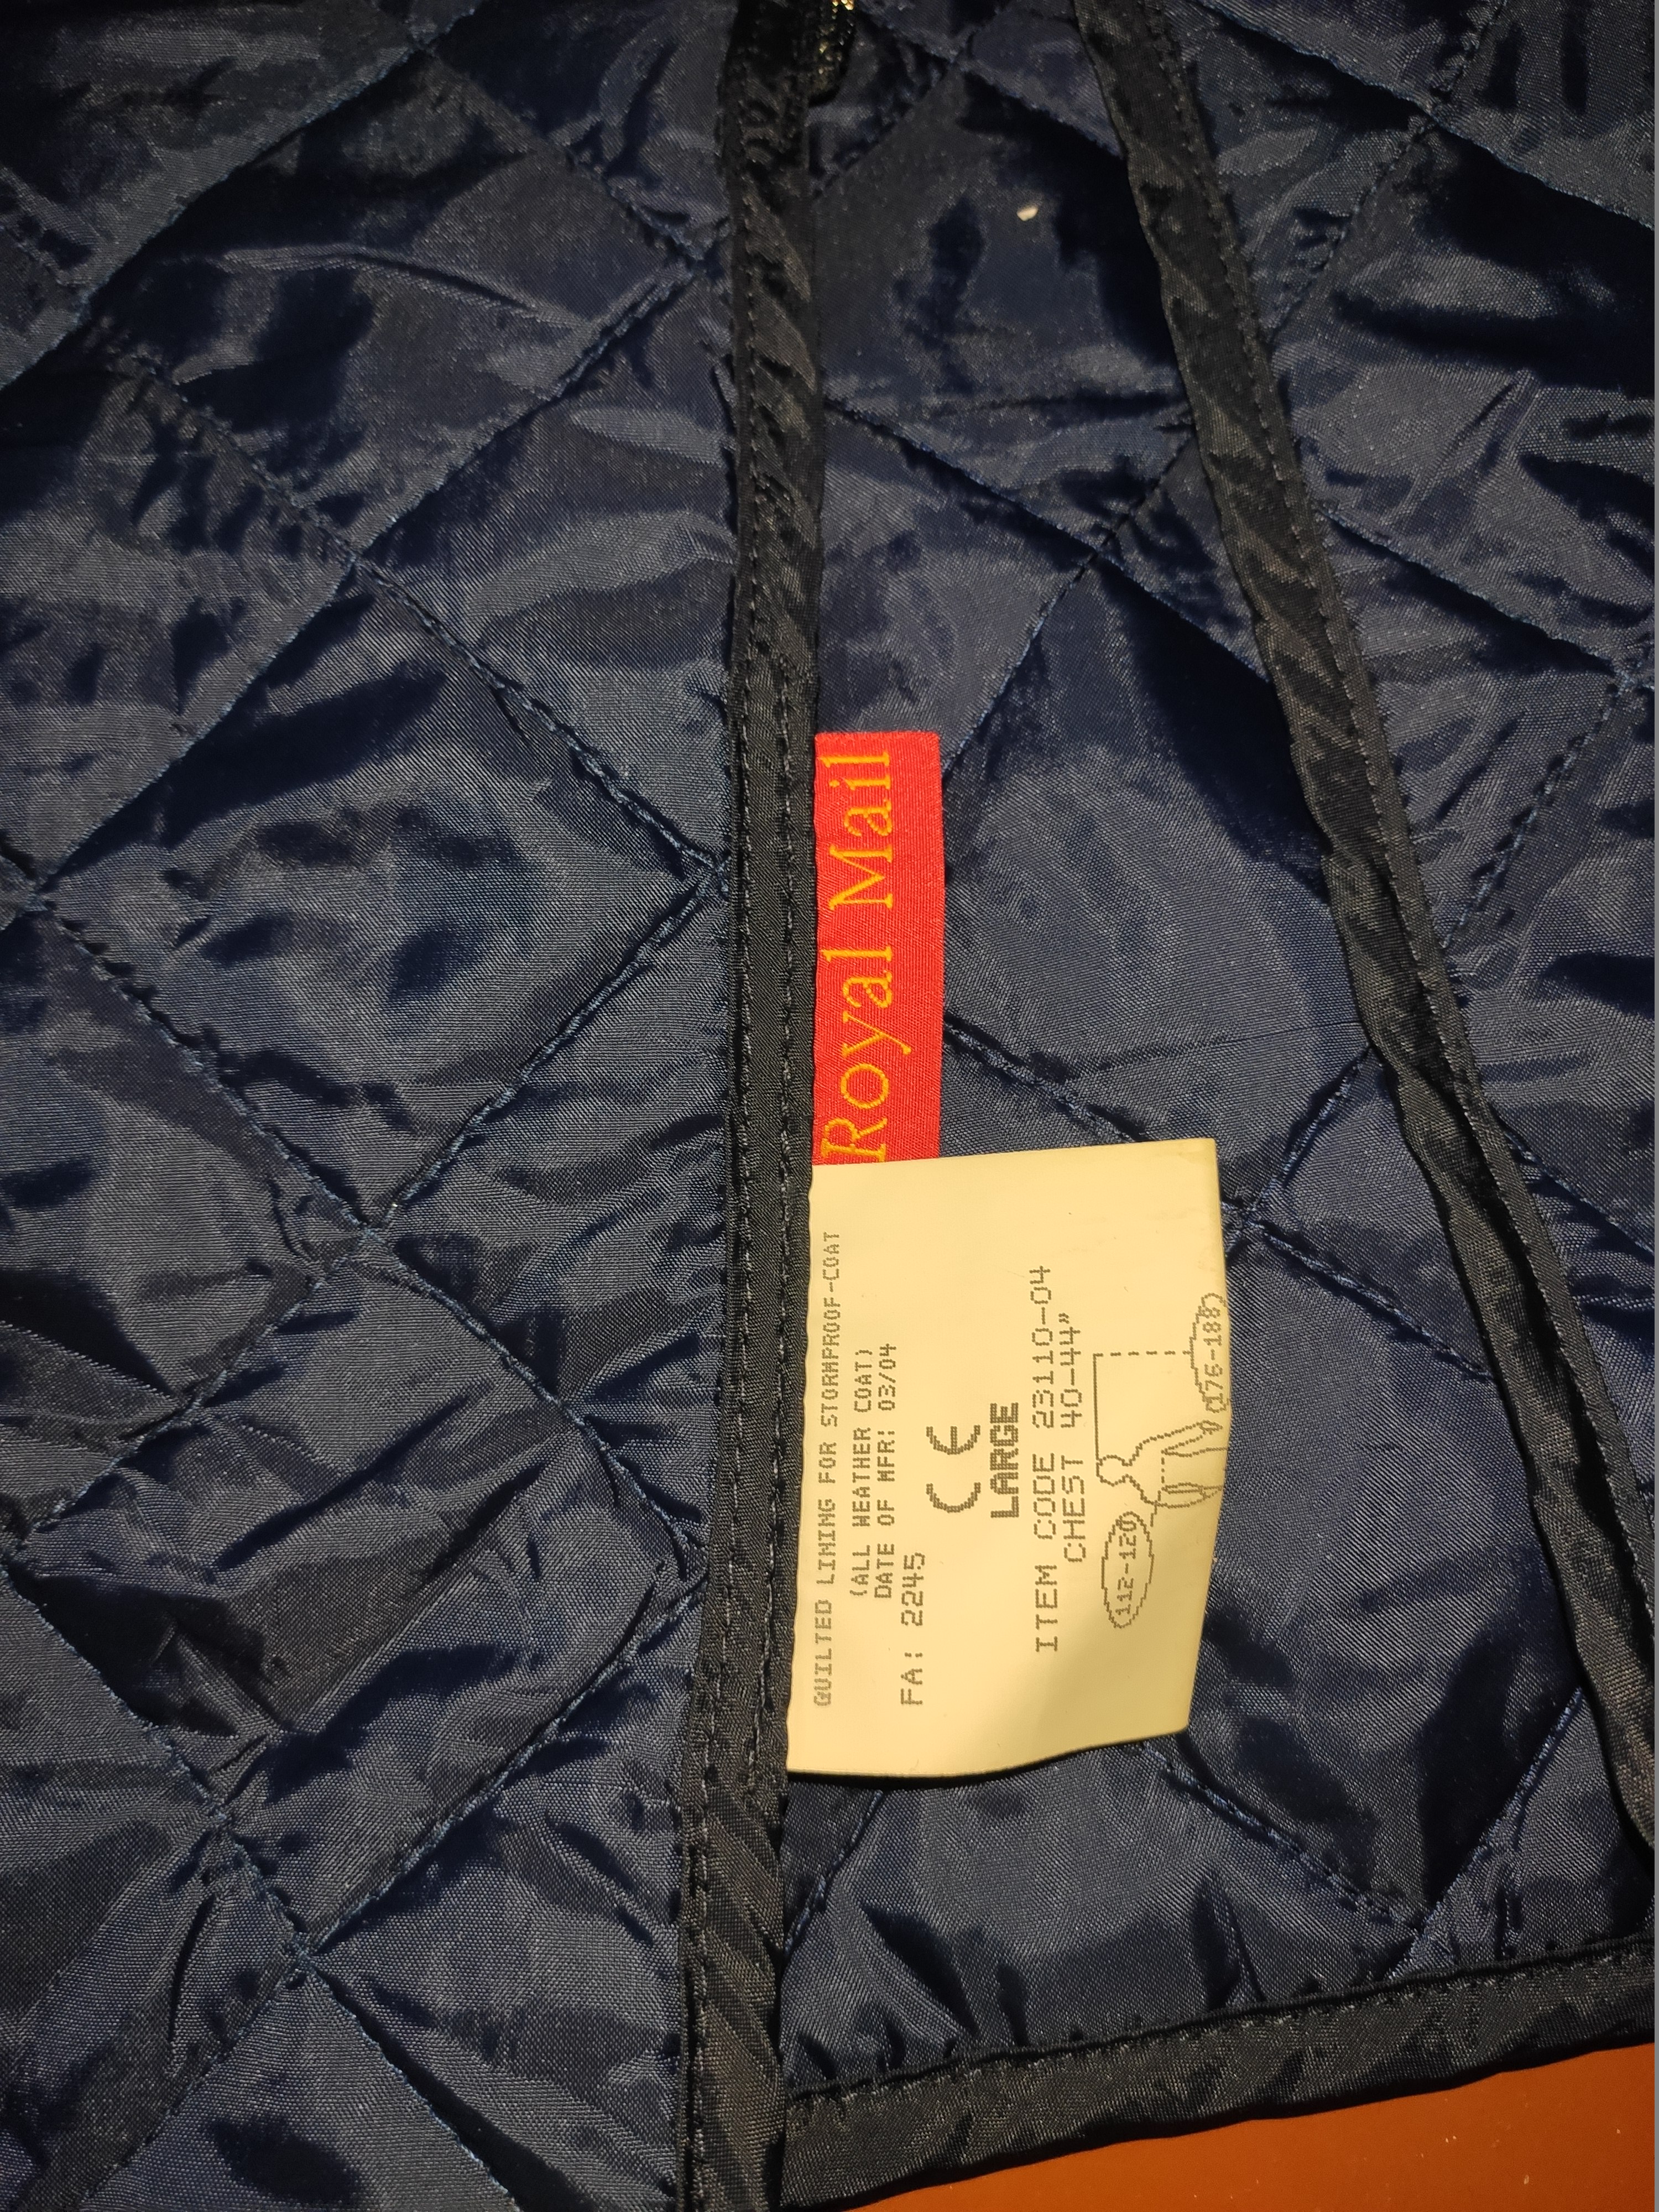 Royal Mail
QUILTED LINING FOR STORMPROOF-COAT
(ALL WEATHER COAT)
DATE OF MFR: 03/04
FA: 2245
CE
LARGE
ITEM CODE 23110-04
CHEST 40-44"
112-120
176-188